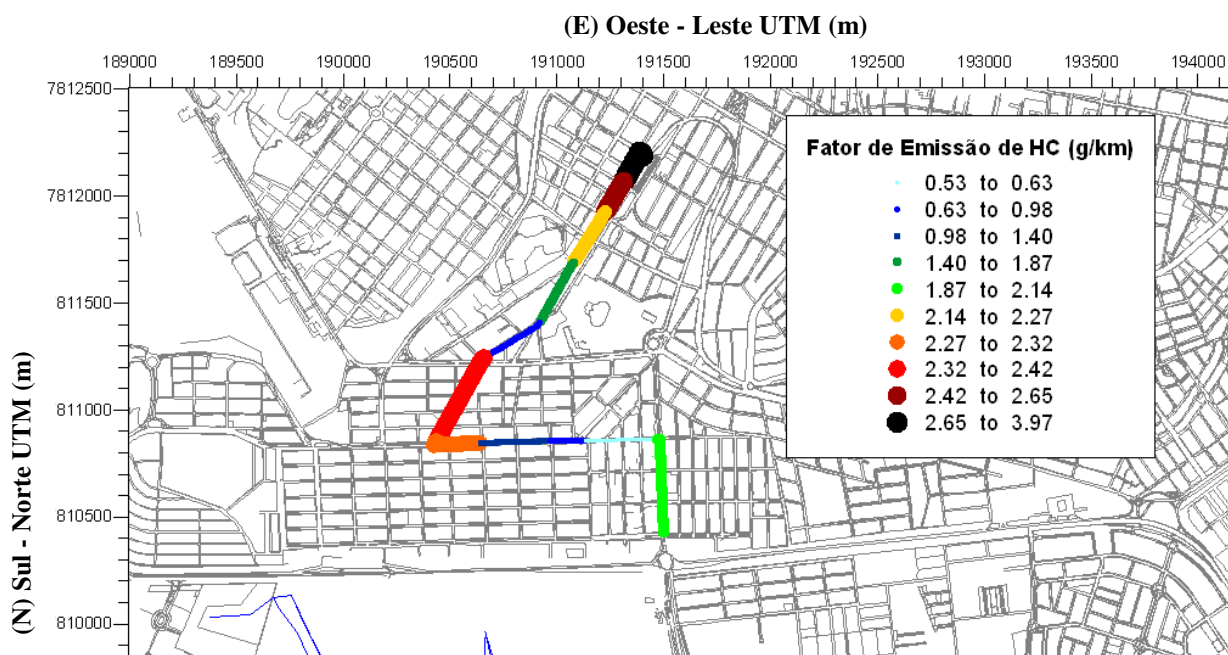 (E) Oeste - Leste UTM (m)
189000 189500 190000 190500 191000 191500 192000 192500 193000 193500 194000
7812500
7812000
811500
811000
810500
810000
(N) Sul - Norte UTM (m)
Fator de Emissão de HC (g/km)
0.53 to 0.63
0.63 to 0.98
0.98 to 1.40
1.40 to 1.87
1.87 to 2.14
2.14 to 2.27
2.27 to 2.32
2.32 to 2.42
2.42 to 2.65
2.65 to 3.97